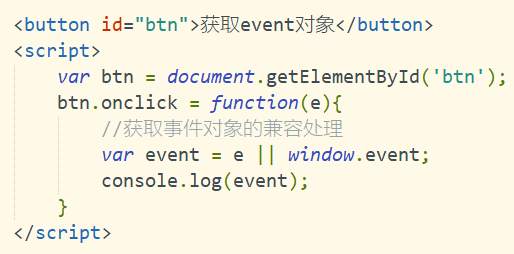 <button id="btn">获取event对象</button>
<script>
    var btn = document.getElementById('btn');
    btn.onclick = function(e){
        //获取事件对象的兼容处理
        var event = e || window.event;
        console.log(event);
    }
</script>